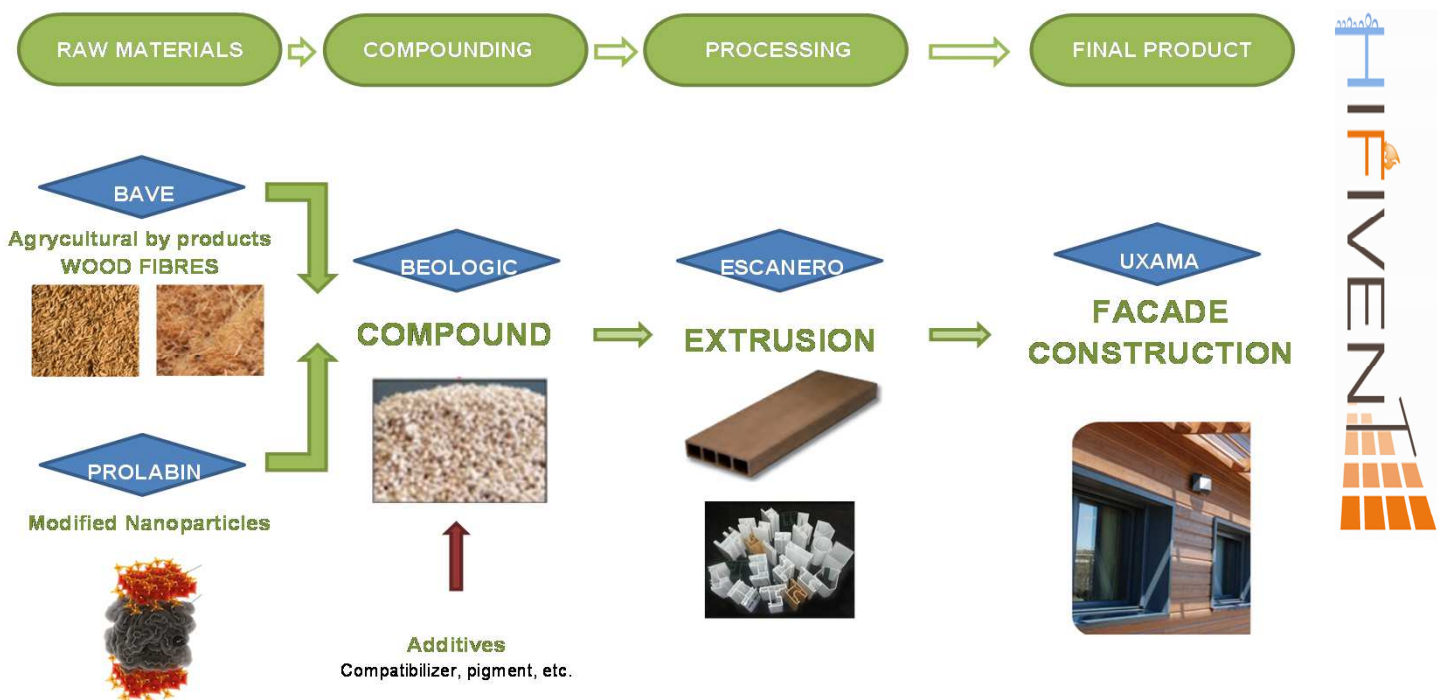 RAW MATERIALS
COMPOUNDING
PROCESSING
FINAL PRODUCT
BAVE
Agrycultural by products
WOOD FIBRES
PROLABIN
Modified Nanoparticles
BEOLOGIC
COMPOUND
Additives
Compatibilizer, pigment, etc.
ESCANERO
EXTRUSION
UXAMA
FACADE
CONSTRUCTION
HIFIVENT